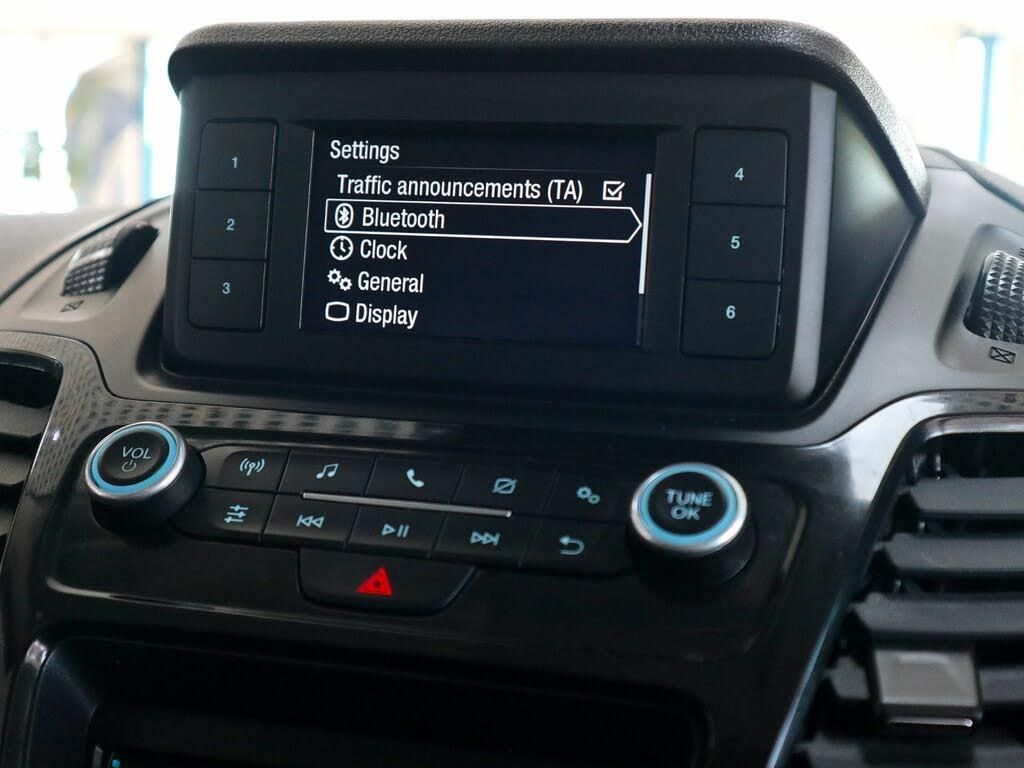 Settings
Traffic announcements (TA)
Bluetooth
Clock
General
Display
1
2
3
4
5
6
VOL
TUNE
OK